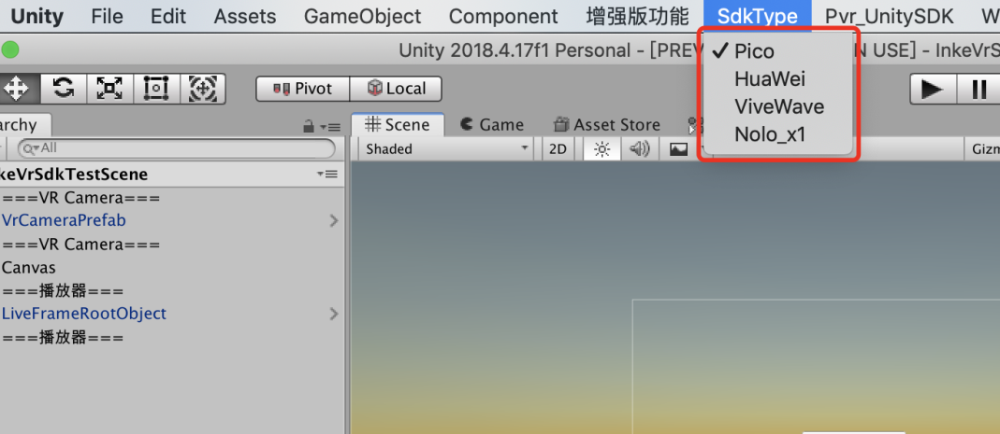 Unity File Edit Assets GameObject Component 增强版功能 SdkType Pvr_UnitySDK W
Unity 2018.4.17f1 Personal - [PREV N USE] - InkeVrS
Pico
HuaWei
ViveWave
Nolo_x1
Pivot Local
archy
Scene Game Asset Store
All
Shaded 2D Gizm
keVrSdkTestScene
===VR Camera===
VrCameraPrefab
===VR Camera===
Canvas
===播放器===
LiveFrameRootObject
===播放器===